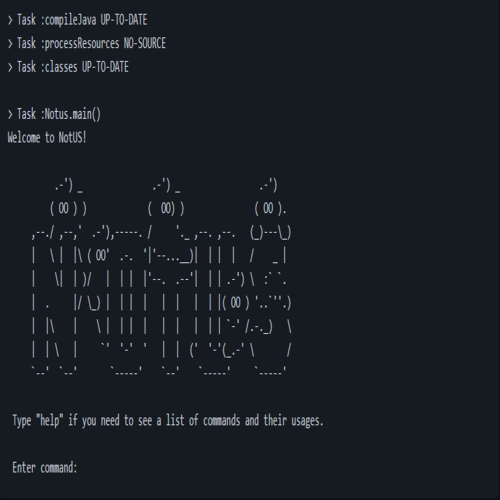 > Task :compileJava UP-TO-DATE
> Task :processResources NO-SOURCE
> Task :classes UP-TO-DATE
> Task :Notus.main()
Welcome to NotUS!
Type "help" if you need to see a list of commands and their usages.
Enter command: